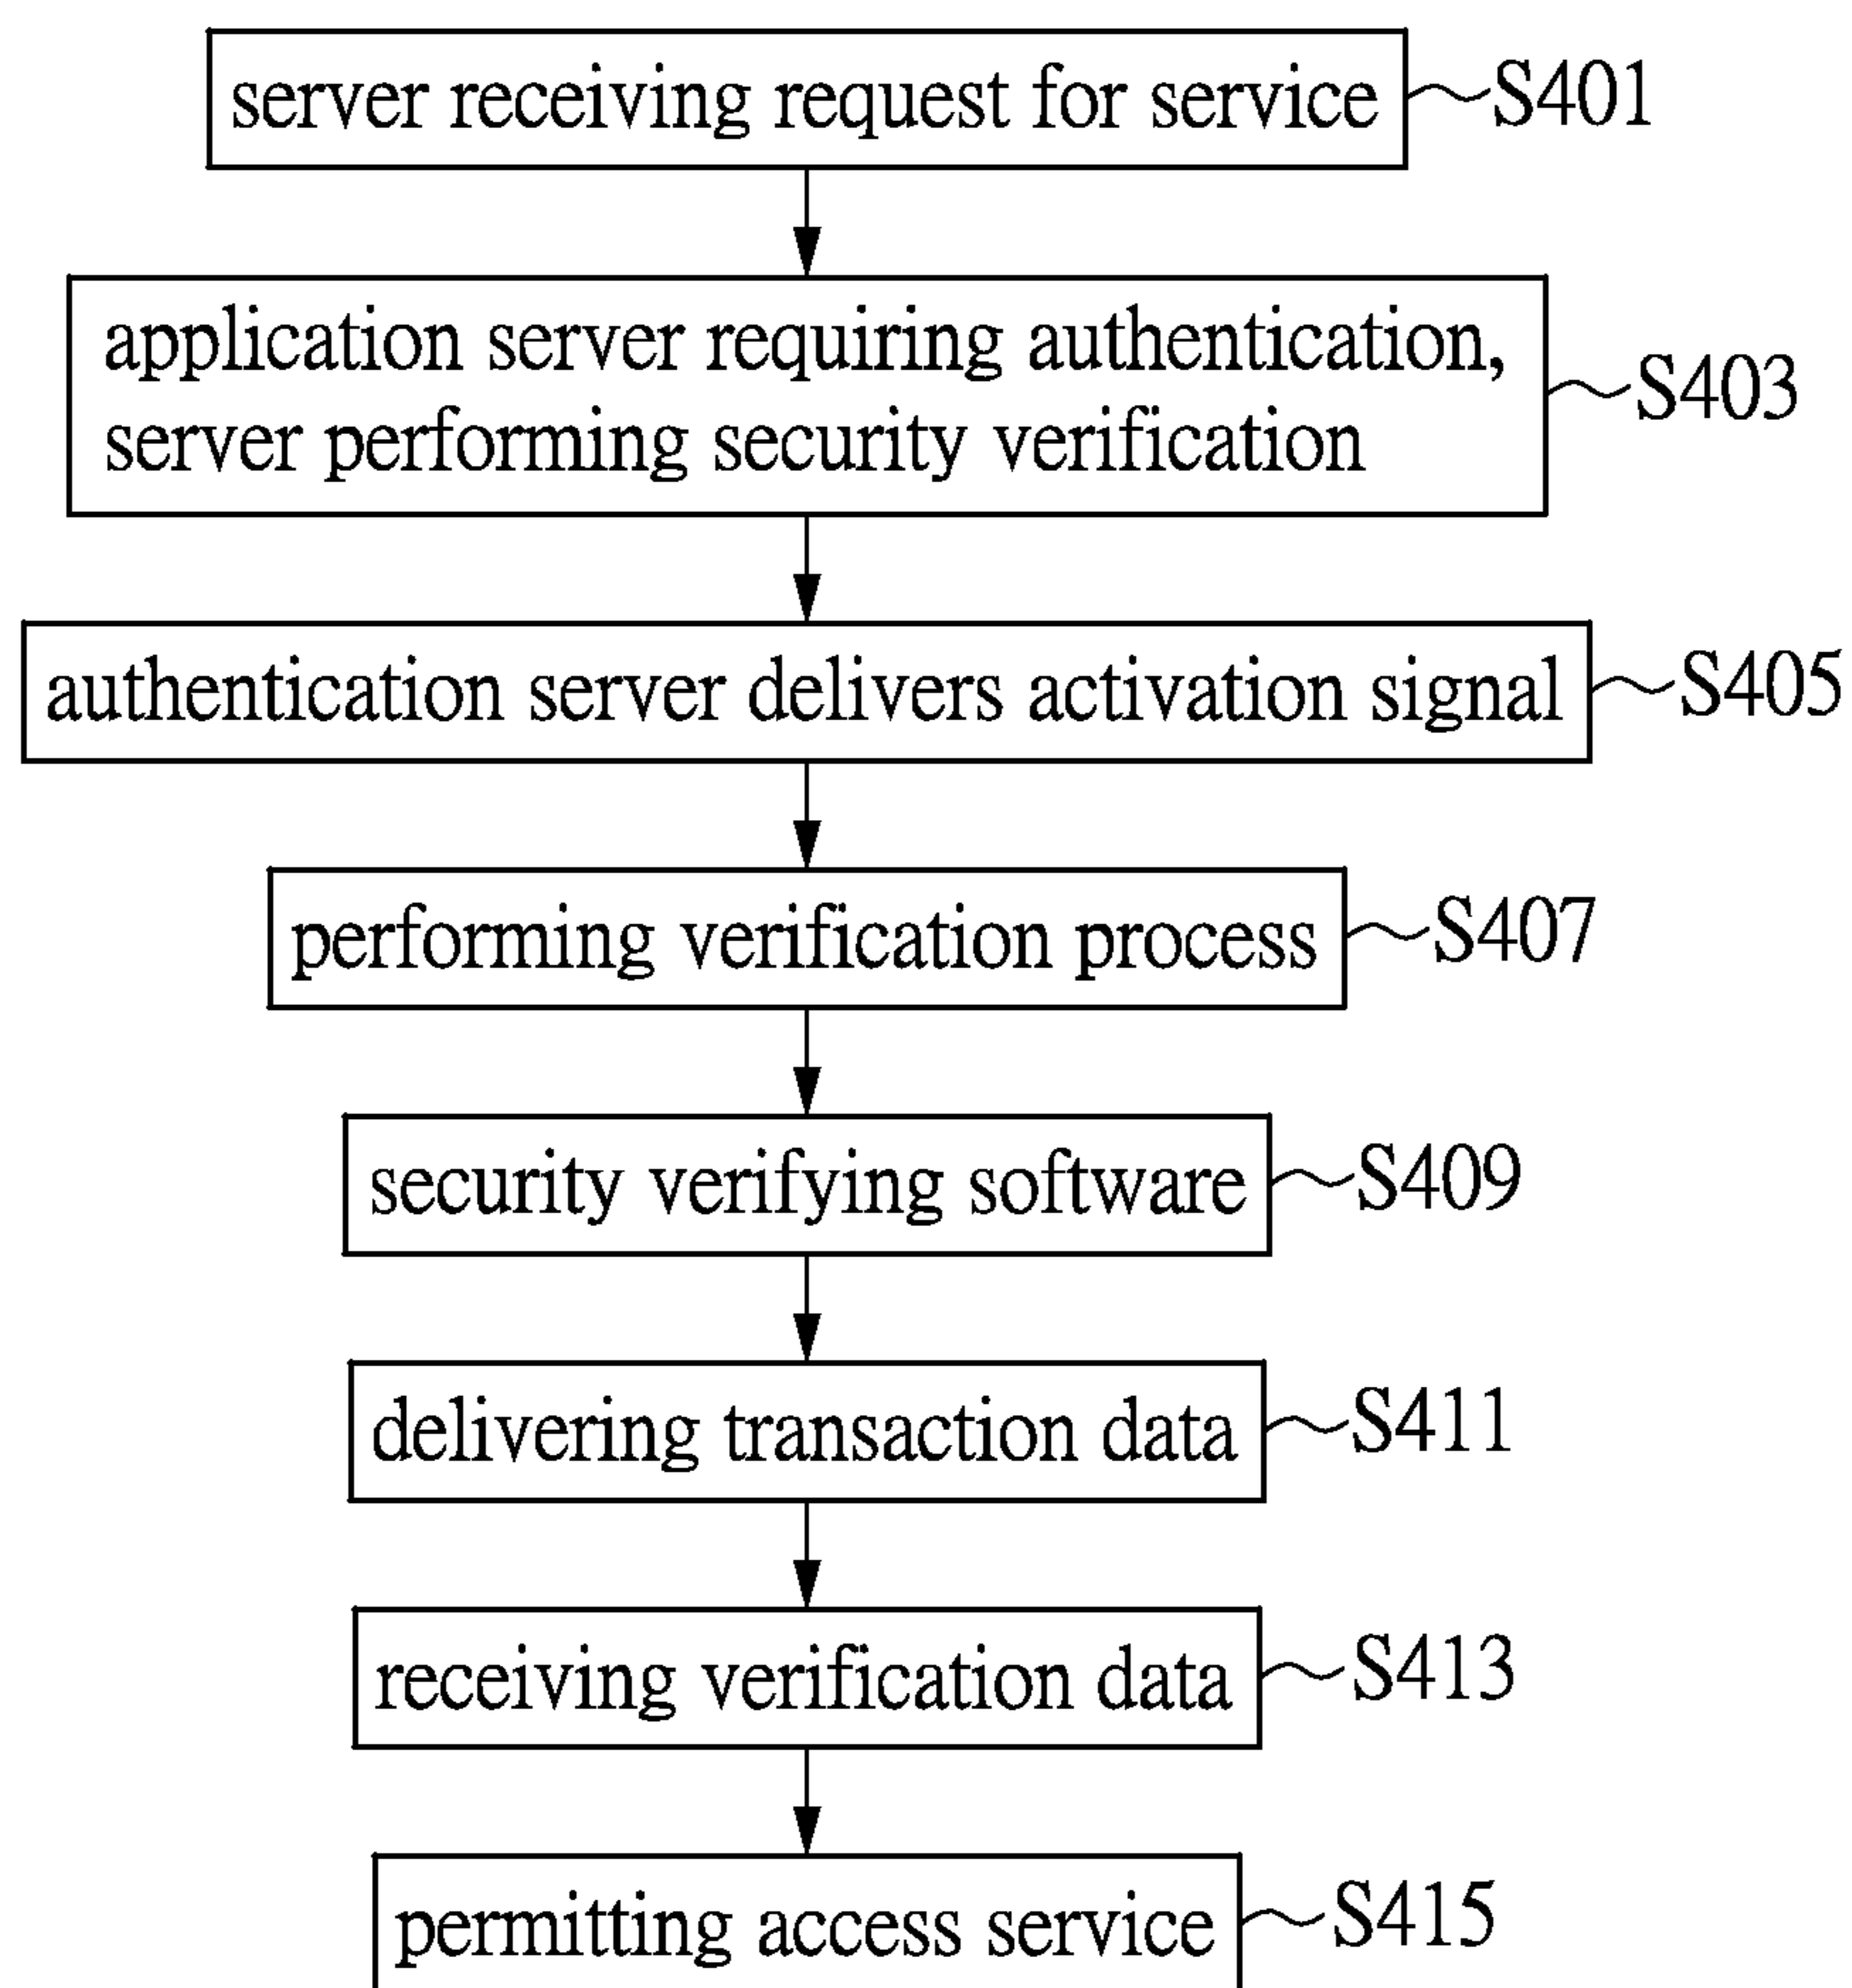 server receiving request for service
S401
application server requiring authentication,
server performing security verification
S403
authentication server delivers activation signal
S405
performing verification process
S407
security verifying software
S409
delivering transaction data
S411
receiving verification data
S413
permitting access service
S415